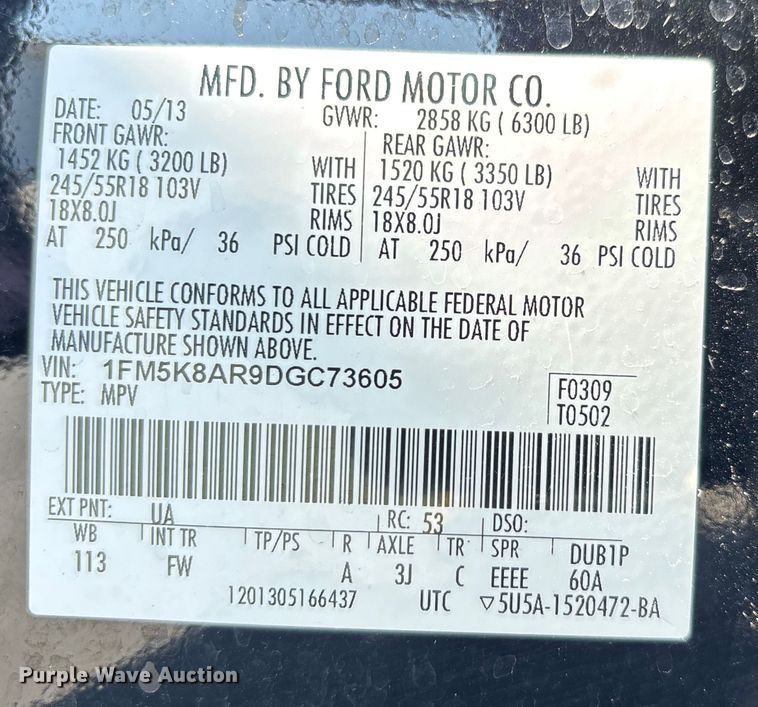 MFD. BY FORD MOTOR CO.
DATE: 05/13 GVWR: 2858 KG ( 6300 LB)
FRONT GAWR: REAR GAWR:
1452 KG ( 3200 LB) WITH 1520 KG ( 3350 LB) WITH
245/55R18 103V TIRES 245/55R18 103V TIRES
18X8.0J RIMS 18X8.0J RIMS
AT 250 kPa/ 36 PSI COLD AT 250 kPa/ 36 PSI COLD
THIS VEHICLE CONFORMS TO ALL APPLICABLE FEDERAL MOTOR
VEHICLE SAFETY STANDARDS IN EFFECT ON THE DATE OF
MANUFACTURE SHOWN ABOVE.
VIN: 1FM5K8AR9DGC73605 F0309
TYPE: MPV T0502
EXT PNT: UA RC: 53 DSO:
WB INT TR TP/PS R AXLE TR SPR DUB1P
113 FW A 3J C EEEE 60A
1201305166437 UTC ▽5U5A-1520472-BA
Purple Wave Auction